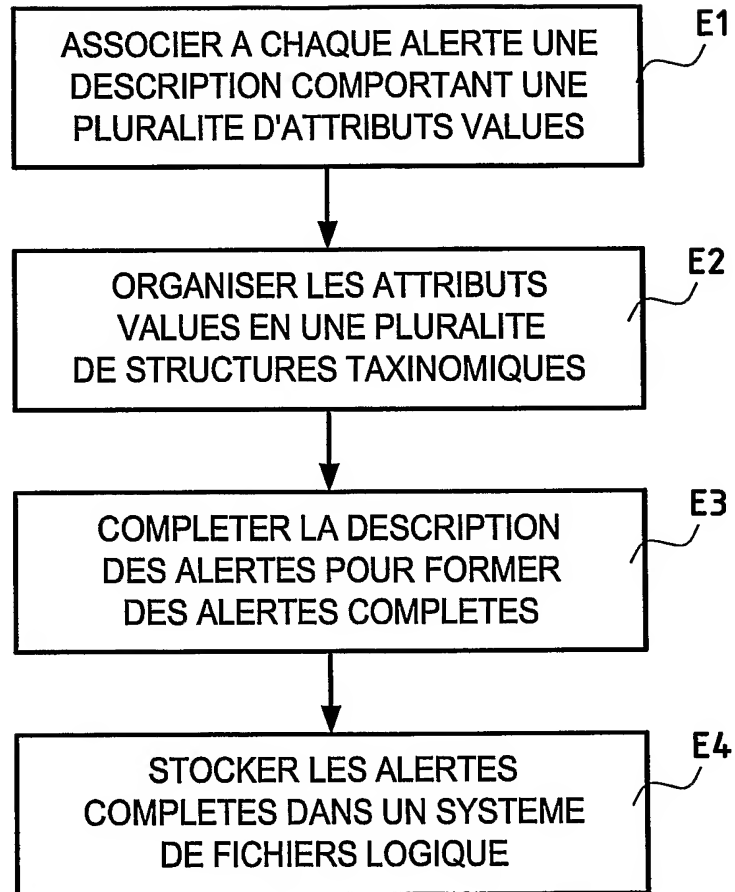 E1
ASSOCIER A CHAQUE ALERTE UNE
DESCRIPTION COMPORTANT UNE
PLURALITE D'ATTRIBUTS VALUES
E2
ORGANISER LES ATTRIBUTS
VALUES EN UNE PLURALITE
DE STRUCTURES TAXINOMIQUES
E3
COMPLETER LA DESCRIPTION
DES ALERTES POUR FORMER
DES ALERTES COMPLETES
E4
STOCKER LES ALERTES
COMPLETES DANS UN SYSTEME
DE FICHIERS LOGIQUE